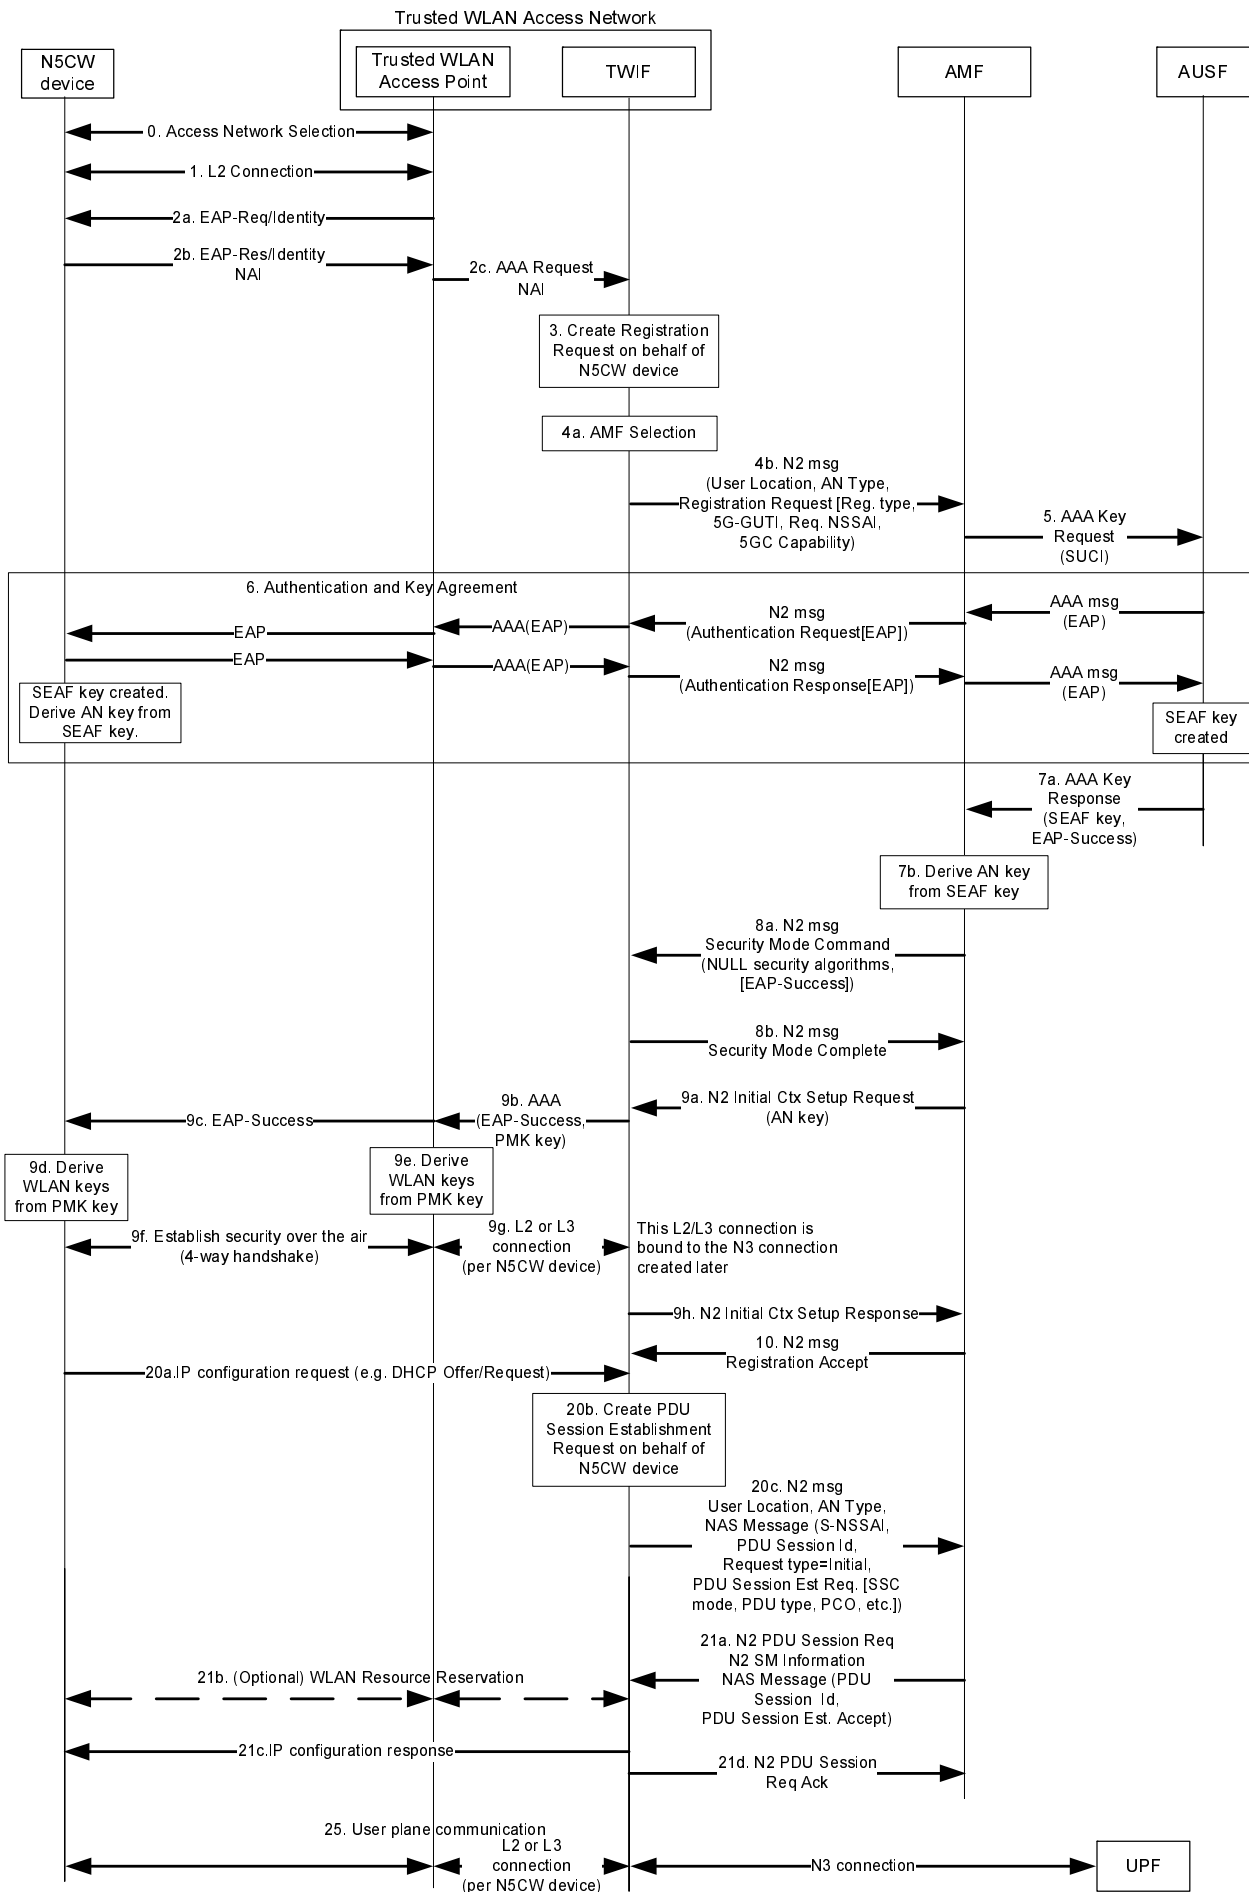 Trusted WLAN Access Network
N5CW
device
Trusted WLAN
Access Point
TWIF
AMF
AUSF
0. Access Network Selection
1. L2 Connection
2a. EAP-Req/Identity
2b. EAP-Res/Identity
NAI
2c. AAA Request
NAI
3. Create Registration
Request on behalf of
N5CW device
4a. AMF Selection
4b. N2 msg
(User Location, AN Type,
Registration Request [Reg. type,
5G-GUTI, Req. NSSAI,
5GC Capability)
5. AAA Key
Request
(SUCI)
6. Authentication and Key Agreement
AAA msg
(EAP)
N2 msg
(Authentication Request[EAP])
AAA(EAP)
EAP
EAP
AAA(EAP)
N2 msg
(Authentication Response[EAP])
AAA msg
(EAP)
SEAF key created.
Derive AN key from
SEAF key.
SEAF key
created
7a. AAA Key
Response
(SEAF key,
EAP-Success)
7b. Derive AN key
from SEAF key
8a. N2 msg
Security Mode Command
(NULL security algorithms,
[EAP-Success])
8b. N2 msg
Security Mode Complete
9a. N2 Initial Ctx Setup Request
(AN key)
9b. AAA
(EAP-Success,
PMK key)
9c. EAP-Success
9d. Derive
WLAN keys
from PMK key
9e. Derive
WLAN keys
from PMK key
9f. Establish security over the air
(4-way handshake)
9g. L2 or L3
connection
(per N5CW device)
This L2/L3 connection is
bound to the N3 connection
created later
9h. N2 Initial Ctx Setup Response
10. N2 msg
Registration Accept
20a.IP configuration request (e.g. DHCP Offer/Request)
20b. Create PDU
Session Establishment
Request on behalf of
N5CW device
20c. N2 msg
User Location, AN Type,
NAS Message (S-NSSAI,
PDU Session Id,
Request type=Initial,
PDU Session Est Req. [SSC
mode, PDU type, PCO, etc.])
21a. N2 PDU Session Req
N2 SM Information
NAS Message (PDU
Session Id,
PDU Session Est. Accept)
21b. (Optional) WLAN Resource Reservation
21c.IP configuration response
21d. N2 PDU Session
Req Ack
25. User plane communication
L2 or L3
connection
(per N5CW device)
N3 connection
UPF